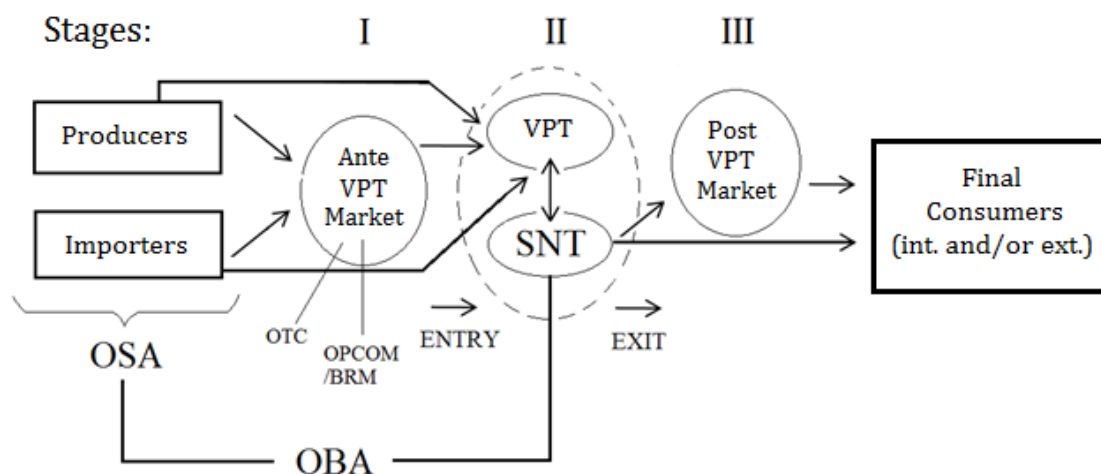 Stages:
I
II
III
Producers
Importers
Ante
VPT
Market
VPT
SNT
Post
VPT
Market
Final
Consumers
(int. and/or ext.)
OTC
OPCOM
/BRM
ENTRY
EXIT
OSA
OBA